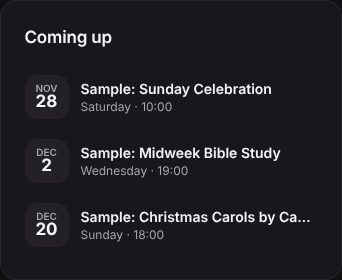 Coming up
NOV
28
Sample: Sunday Celebration
Saturday · 10:00
DEC
2
Sample: Midweek Bible Study
Wednesday · 19:00
DEC
20
Sample: Christmas Carols by Ca...
Sunday · 18:00